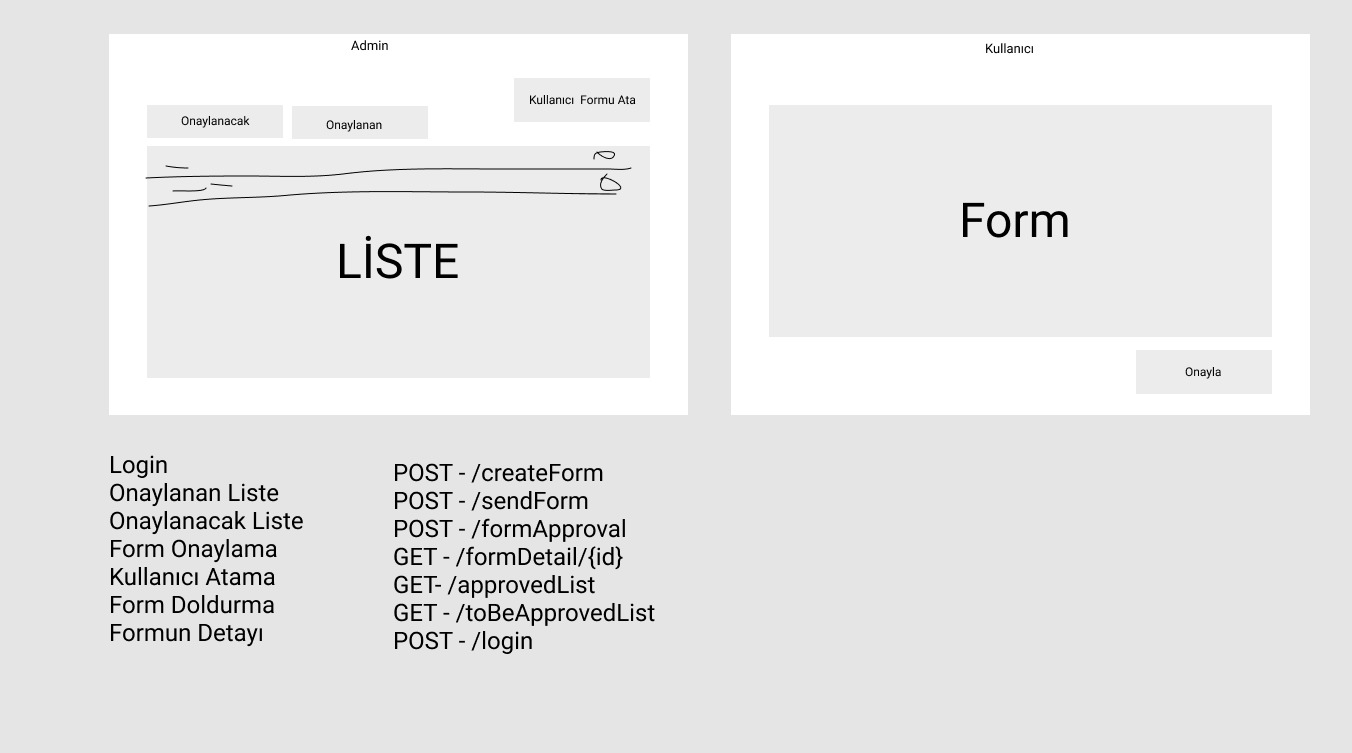 Admin
Kullanıcı Formu Ata
Onaylanacak
Onaylanan
LİSTE
Kullanıcı
Form
Onayla
Login
Onaylanan Liste
Onaylanacak Liste
Form Onaylama
Kullanıcı Atama
Form Doldurma
Formun Detayı
POST - /createForm
POST - /sendForm
POST - /formApproval
GET - /formDetail/{id}
GET- /approvedList
GET - /toBeApprovedList
POST - /login